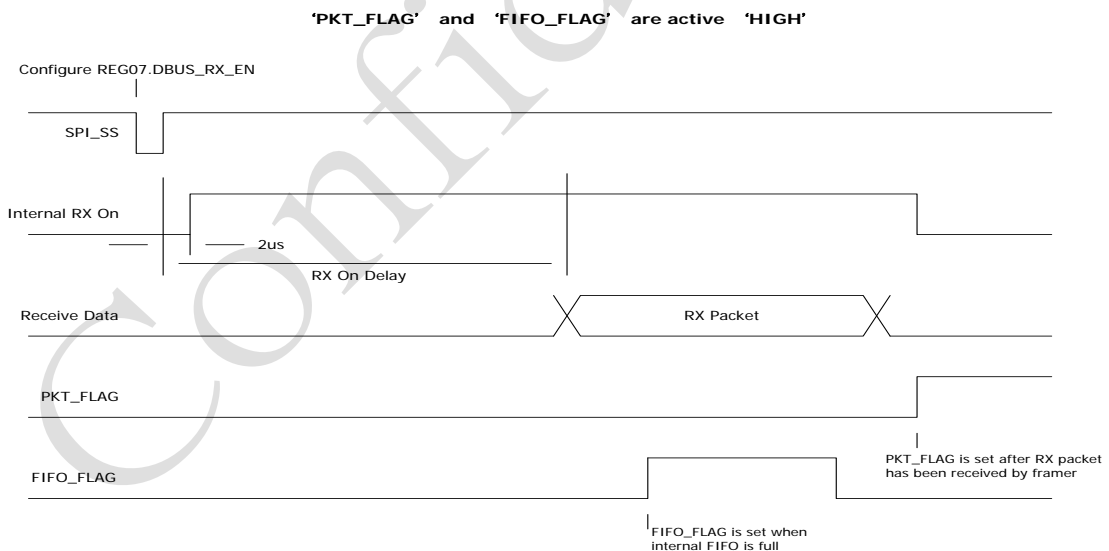 ‘PKT_FLAG’ and ‘FIFO_FLAG’ are active ‘HIGH’
Configure REG07.DBUS_RX_EN
SPI_SS
Internal RX On
2us
RX On Delay
Receive Data
RX Packet
PKT_FLAG
PKT_FLAG is set after RX packet
has been received by framer
FIFO_FLAG
FIFO_FLAG is set when
internal FIFO is full